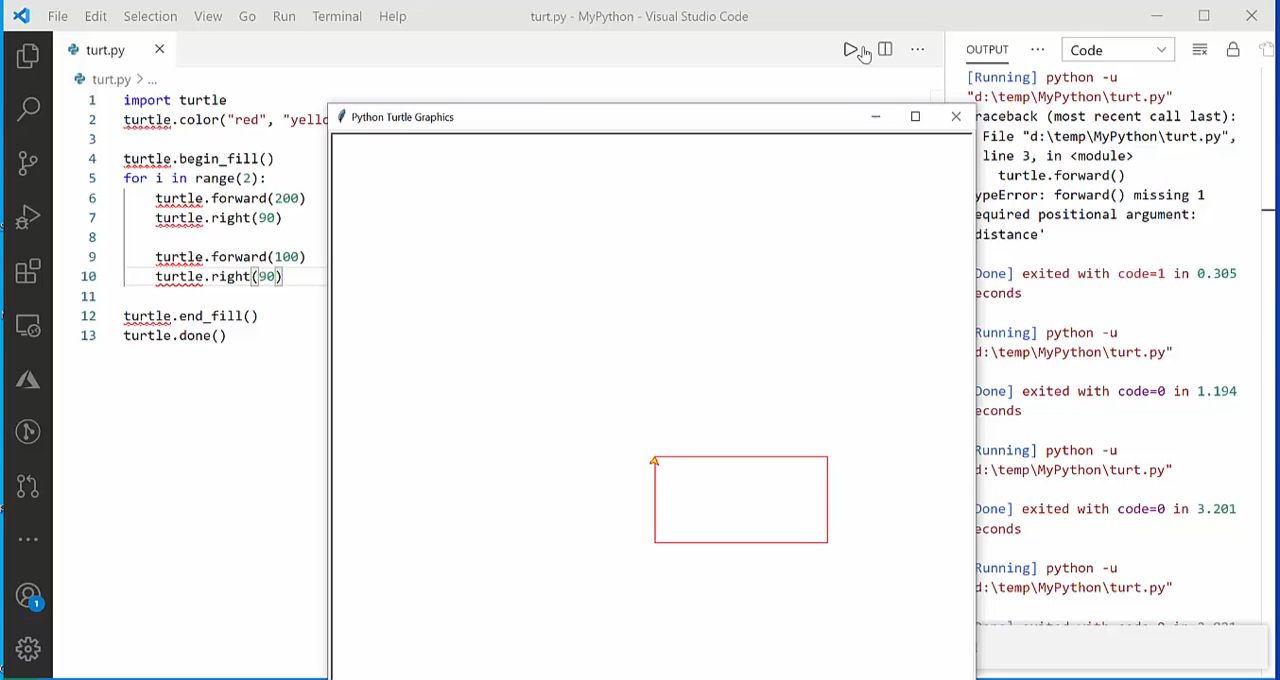 File Edit Selection View Go Run Terminal Help
turt.py - MyPython - Visual Studio Code
turt.py
turt.py > ...
1 import turtle
2 turtle.color("red", "yello
3
4 turtle.begin_fill()
5 for i in range(2):
6 turtle.forward(200)
7 turtle.right(90)
8
9 turtle.forward(100)
10 turtle.right(90)
11
12 turtle.end_fill()
13 turtle.done()
1
Python Turtle Graphics
OUTPUT ··· Code
[Running] python -u
"d:\temp\MyPython\turt.py"
raceback (most recent call last):
File "d:\temp\MyPython\turt.py",
line 3, in <module>
turtle.forward()
ypeError: forward() missing 1
equired positional argument:
distance'
Done] exited with code=1 in 0.305
econds
Running] python -u
d:\temp\MyPython\turt.py"
Done] exited with code=0 in 1.194
econds
Running] python -u
d:\temp\MyPython\turt.py"
Done] exited with code=0 in 3.201
econds
Running] python -u
d:\temp\MyPython\turt.py"